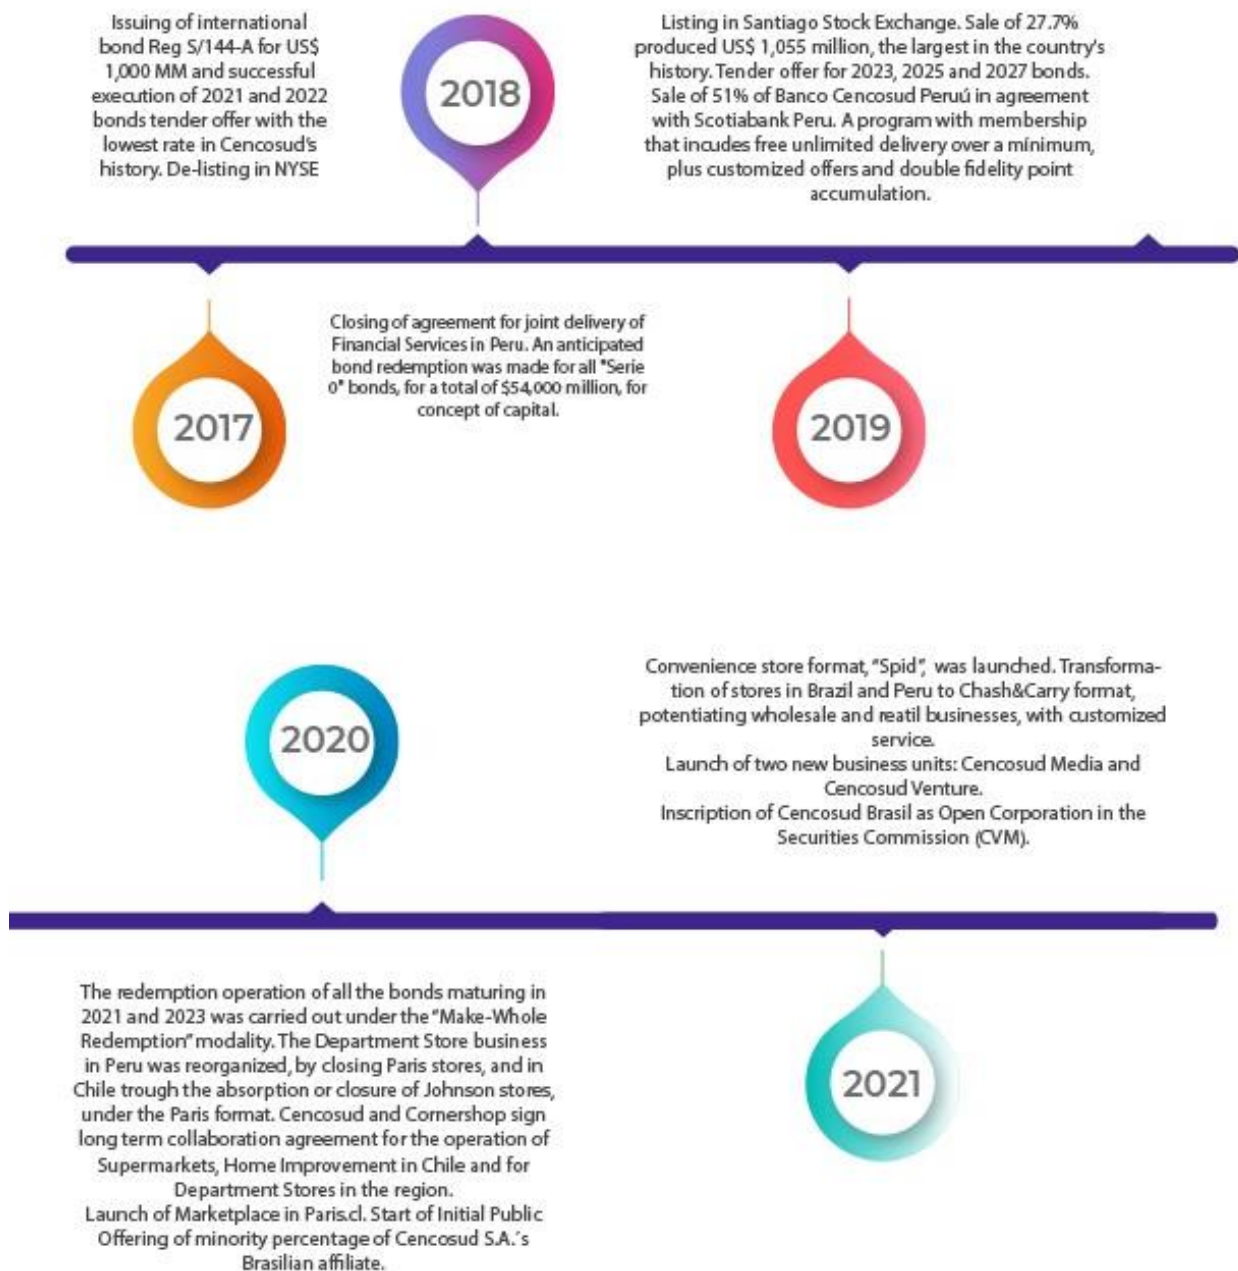 Issuing of international
bond Reg S/144-A for US$
1,000 MM and successful
execution of 2021 and 2022
bonds tender offer with the
lowest rate in Cencosud's
history. De-listing in NYSE
2017
2018
Closing of agreement for joint delivery of
Financial Services in Peru. An anticipated
bond redemption was made for all "Serie
0" bonds, for a total of $54,000 million, for
concept of capital.
Listing in Santiago Stock Exchange. Sale of 27.7%
produced US$ 1,055 million, the largest in the country's
history. Tender offer for 2023, 2025 and 2027 bonds.
Sale of 51% of Banco Cencosud Peruú in agreement
with Scotiabank Peru. A program with membership
that incudes free unlimited delivery over a minimum,
plus customized offers and double fidelity point
accumulation.
2019
2020
The redemption operation of all the bonds maturing in
2021 and 2023 was carried out under the "Make-Whole
Redemption" modality. The Department Store business
in Peru was reorganized, by closing Paris stores, and in
Chile trough the absorption or closure of Johnson stores,
under the Paris format. Cencosud and Cornershop sign
long term collaboration agreement for the operation of
Supermarkets, Home Improvement in Chile and for
Department Stores in the region.
Launch of Marketplace in Paris.cl. Start of Initial Public
Offering of minority percentage of Cencosud S.A.´s
Brasilian affiliate.
Convenience store format, "Spid", was launched. Transforma-
tion of stores in Brazil and Peru to Chash&Carry format,
potentiating wholesale and reatil businesses, with customized
service.
Launch of two new business units: Cencosud Media and
Cencosud Venture.
Inscription of Cencosud Brasil as Open Corporation in the
Securities Commission (CVM).
2021